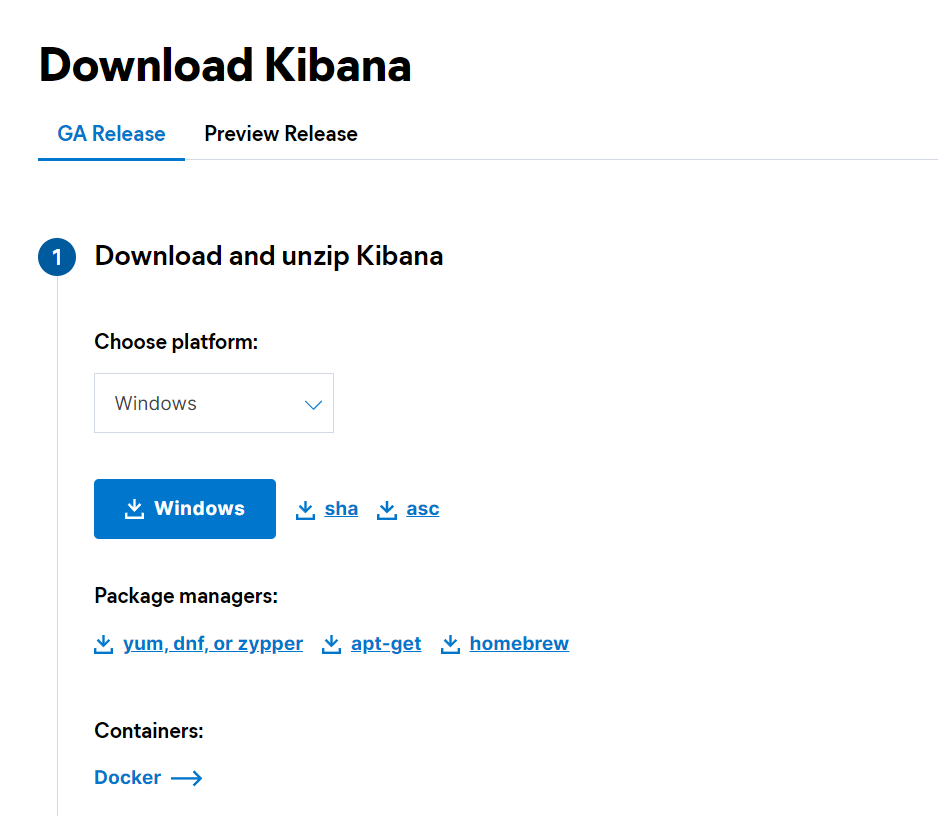 Download Kibana
GA Release Preview Release
1 Download and unzip Kibana
Choose platform:
Windows
Windows sha asc
Package managers:
yum, dnf, or zypper apt-get homebrew
Containers:
Docker